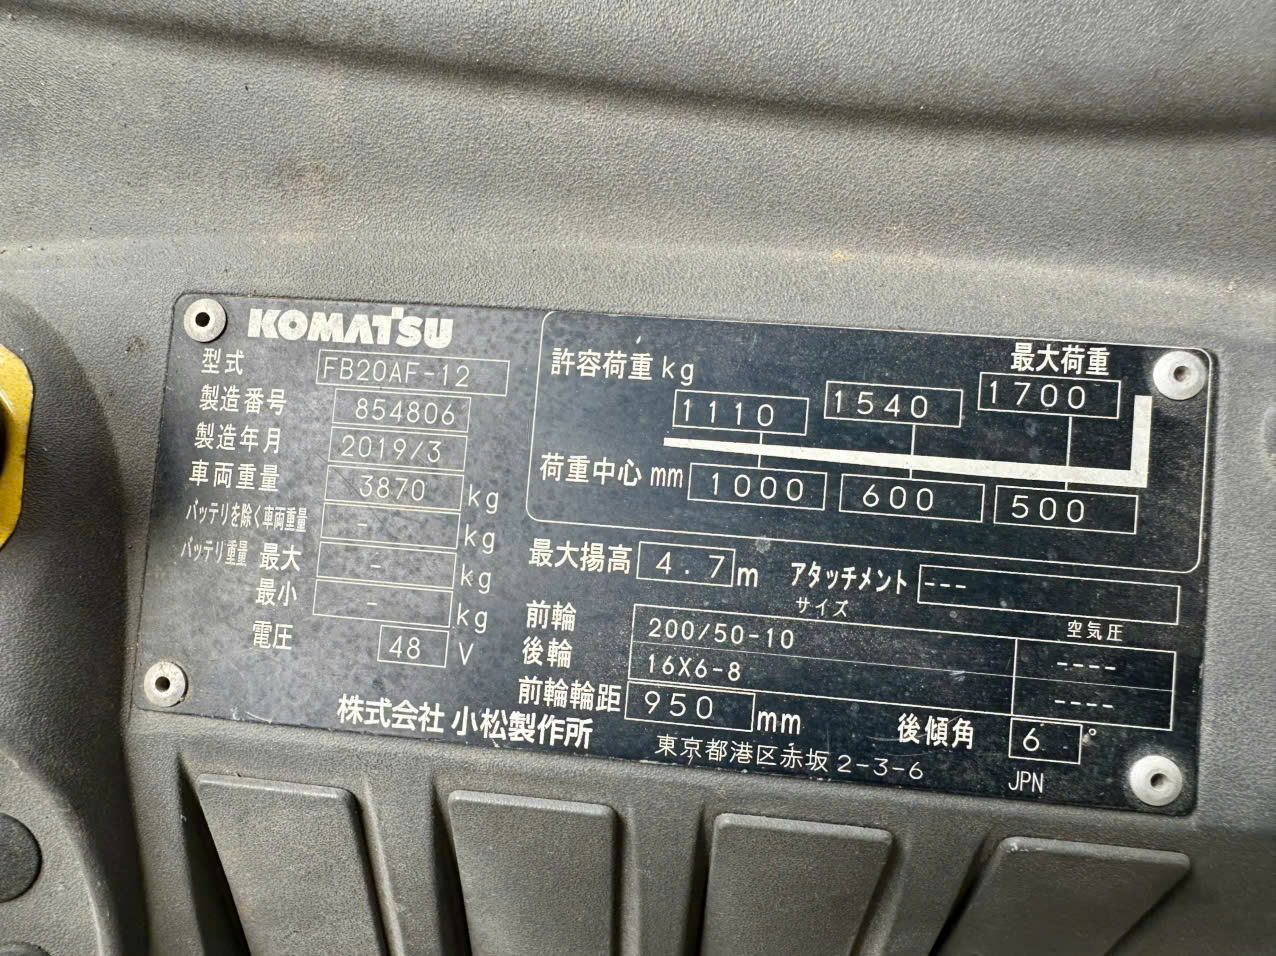 KOMATSU
型式 FB20AF-12
製造番号 854806
製造年月 2019/3
車両重量 3870 kg
バッテリを除く車両重量 - kg
バッテリ重量 最大 - kg
最小 - kg
電圧 48 V
許容荷重 kg 最大荷重
1110 1540 1700
荷重中心 mm 1000 600 500
最大揚高 4.7 m アタッチメント ---
サイズ 空気圧
前輪 200/50-10 ----
後輪 16X6-8 ----
前輪輪距 950 mm 後傾角 6°
株式会社 小松製作所 東京都港区赤坂2-3-6 JPN